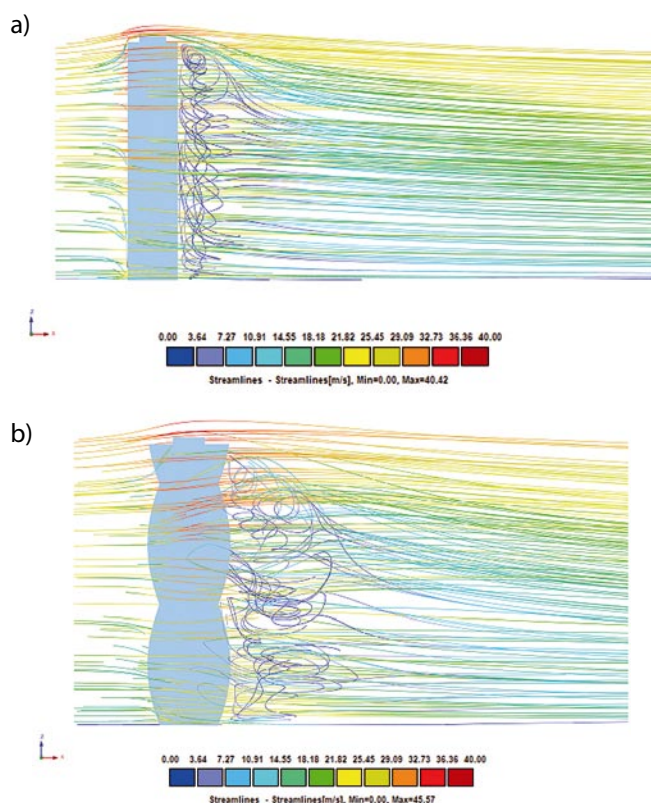 a)
z
x
0.00 3.64 7.27 10.91 14.55 18.18 21.82 25.45 29.09 32.73 36.36 40.00
Streamlines - Streamlines[m/s], Min=0.00, Max=40.42
b)
z
x
0.00 3.64 7.27 10.91 14.55 18.18 21.82 25.45 29.09 32.73 36.36 40.00
Streamlines - Streamlines[m/s], Min=0.00, Max=45.57